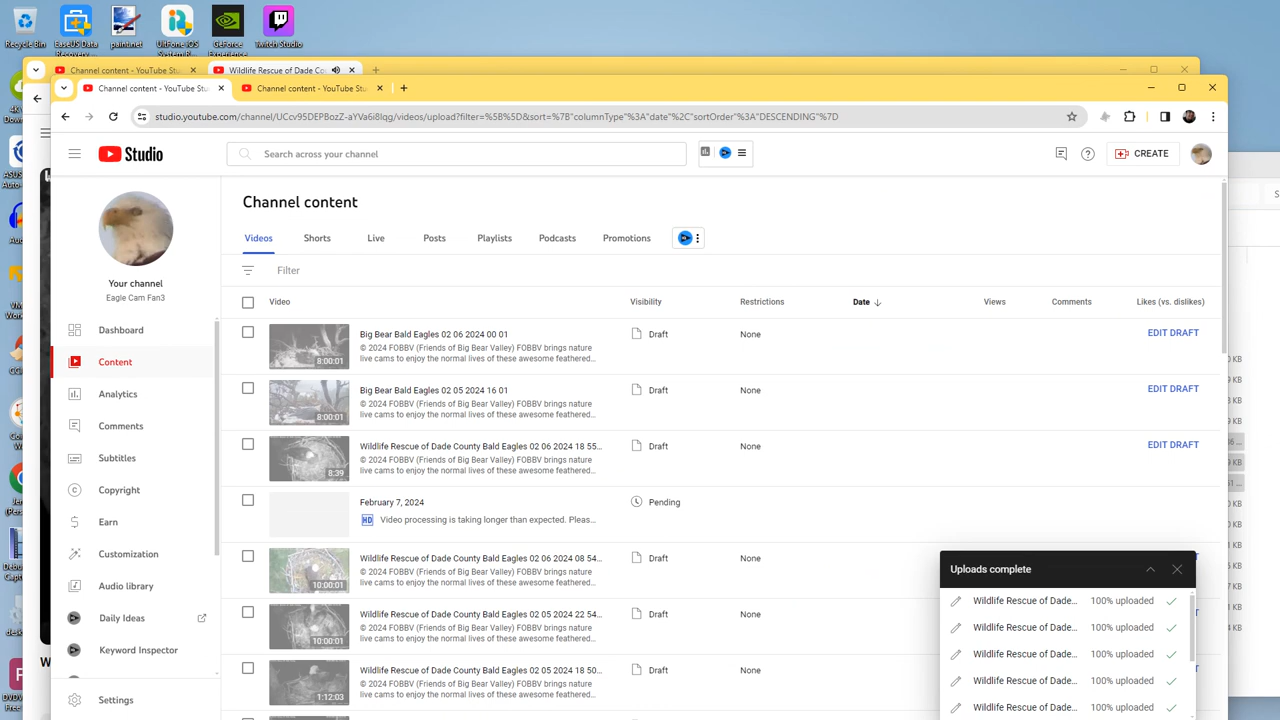 Recycle Bin
EaseUS Data
Recovery ...
paint.net
UltFone iOS
System R...
GeForce
Experience
Twitch Studio
Channel content - YouTube Stu
Wildlife Rescue of Dade Co
Channel content - YouTube Stu
Channel content - YouTube Stu
studio.youtube.com/channel/UCcv95DEPBozZ-aYVa6i8lqg/videos/upload?filter=%5B%5D&sort=%7B"columnType"%3A"date"%2C"sortOrder"%3A"DESCENDING"%7D
Studio
Search across your channel
CREATE
Channel content
Videos
Shorts
Live
Posts
Playlists
Podcasts
Promotions
Filter
Your channel
Eagle Cam Fan3
Dashboard
Content
Analytics
Comments
Subtitles
Copyright
Earn
Customization
Audio library
Daily Ideas
Keyword Inspector
Settings
Video
Visibility
Restrictions
Date
Views
Comments
Likes (vs. dislikes)
8:00:01
Big Bear Bald Eagles 02 06 2024 00 01
© 2024 FOBBV (Friends of Big Bear Valley) FOBBV brings nature
live cams to enjoy the normal lives of these awesome feathered...
Draft
None
EDIT DRAFT
8:00:01
Big Bear Bald Eagles 02 05 2024 16 01
© 2024 FOBBV (Friends of Big Bear Valley) FOBBV brings nature
live cams to enjoy the normal lives of these awesome feathered...
Draft
None
EDIT DRAFT
8:39
Wildlife Rescue of Dade County Bald Eagles 02 06 2024 18 55...
© 2024 FOBBV (Friends of Big Bear Valley) FOBBV brings nature
live cams to enjoy the normal lives of these awesome feathered...
Draft
None
EDIT DRAFT
February 7, 2024
HD Video processing is taking longer than expected. Pleas...
Pending
10:00:01
Wildlife Rescue of Dade County Bald Eagles 02 06 2024 08 54...
© 2024 FOBBV (Friends of Big Bear Valley) FOBBV brings nature
live cams to enjoy the normal lives of these awesome feathered...
Draft
None
10:00:01
Wildlife Rescue of Dade County Bald Eagles 02 05 2024 22 54...
© 2024 FOBBV (Friends of Big Bear Valley) FOBBV brings nature
live cams to enjoy the normal lives of these awesome feathered...
Draft
None
1:12:03
Wildlife Rescue of Dade County Bald Eagles 02 05 2024 18 50...
© 2024 FOBBV (Friends of Big Bear Valley) FOBBV brings nature
live cams to enjoy the normal lives of these awesome feathered...
Draft
None
Uploads complete
Wildlife Rescue of Dade... 100% uploaded
Wildlife Rescue of Dade... 100% uploaded
Wildlife Rescue of Dade... 100% uploaded
Wildlife Rescue of Dade... 100% uploaded
Wildlife Rescue of Dade... 100% uploaded